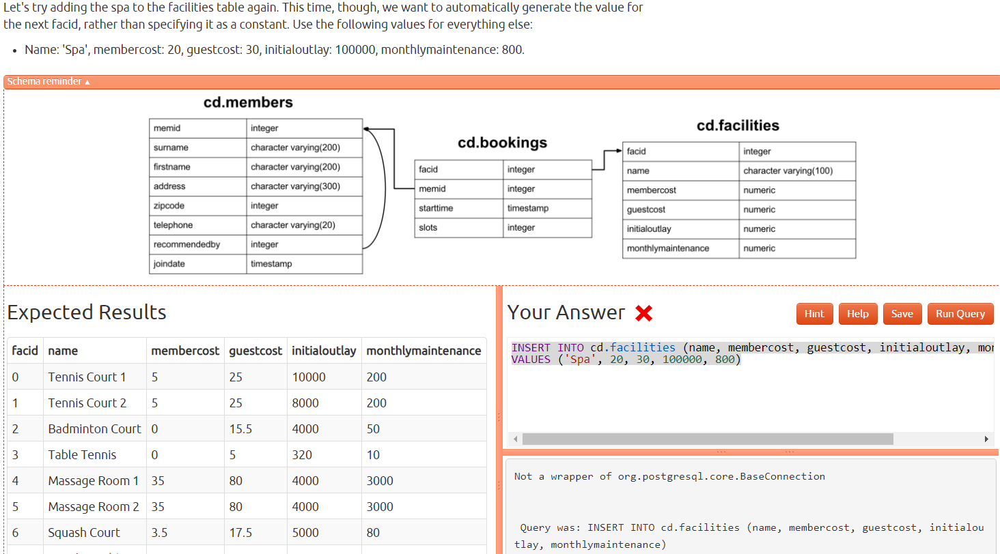 Let's try adding the spa to the facilities table again. This time, though, we want to automatically generate the value for
the next facid, rather than specifying it as a constant. Use the following values for everything else:
• Name: 'Spa', membercost: 20, guestcost: 30, initialoutlay: 100000, monthlymaintenance: 800.
Schema reminder ▲
cd.members
memid integer
surname character varying(200)
firstname character varying(200)
address character varying(300)
zipcode integer
telephone character varying(20)
recommendedby integer
joindate timestamp
cd.bookings
facid integer
memid integer
starttime timestamp
slots integer
cd.facilities
facid integer
name character varying(100)
membercost numeric
guestcost numeric
initialoutlay numeric
monthlymaintenance numeric
Expected Results
facid name membercost guestcost initialoutlay monthlymaintenance
0 Tennis Court 1 5 25 10000 200
1 Tennis Court 2 5 25 8000 200
2 Badminton Court 0 15.5 4000 50
3 Table Tennis 0 5 320 10
4 Massage Room 1 35 80 4000 3000
5 Massage Room 2 35 80 4000 3000
6 Squash Court 3.5 17.5 5000 80
Your Answer
Hint Help Save Run Query
INSERT INTO cd.facilities (name, membercost, guestcost, initialoutlay, mon
VALUES ('Spa', 20, 30, 100000, 800)
Not a wrapper of org.postgresql.core.BaseConnection
Query was: INSERT INTO cd.facilities (name, membercost, guestcost, initialou
tlay, monthlymaintenance)